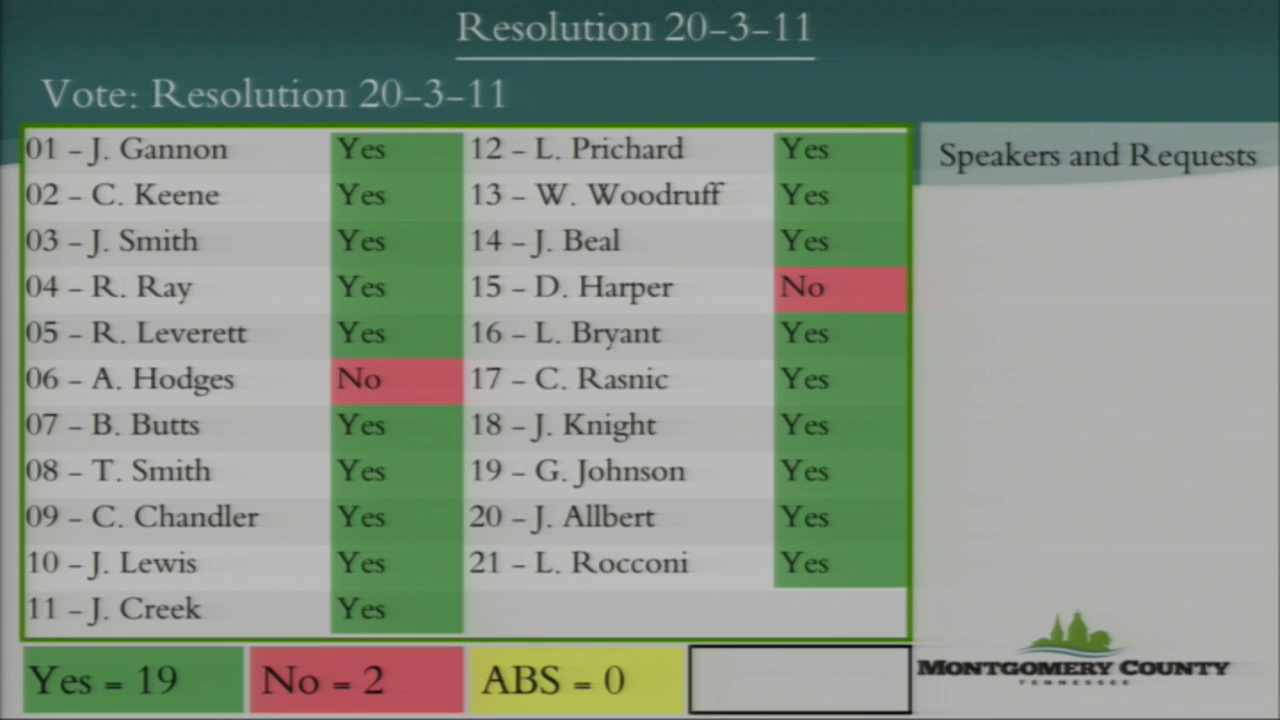 Resolution 20-3-11
Vote: Resolution 20-3-11
01 - J. Gannon Yes 12 - L. Prichard Yes
02 - C. Keene Yes 13 - W. Woodruff Yes
03 - J. Smith Yes 14 - J. Beal Yes
04 - R. Ray Yes 15 - D. Harper No
05 - R. Leverett Yes 16 - L. Bryant Yes
06 - A. Hodges No 17 - C. Rasnic Yes
07 - B. Butts Yes 18 - J. Knight Yes
08 - T. Smith Yes 19 - G. Johnson Yes
09 - C. Chandler Yes 20 - J. Allbert Yes
10 - J. Lewis Yes 21 - L. Rocconi Yes
11 - J. Creek Yes
Yes = 19 No = 2 ABS = 0
Speakers and Requests
MONTGOMERY COUNTY
TENNESSEE